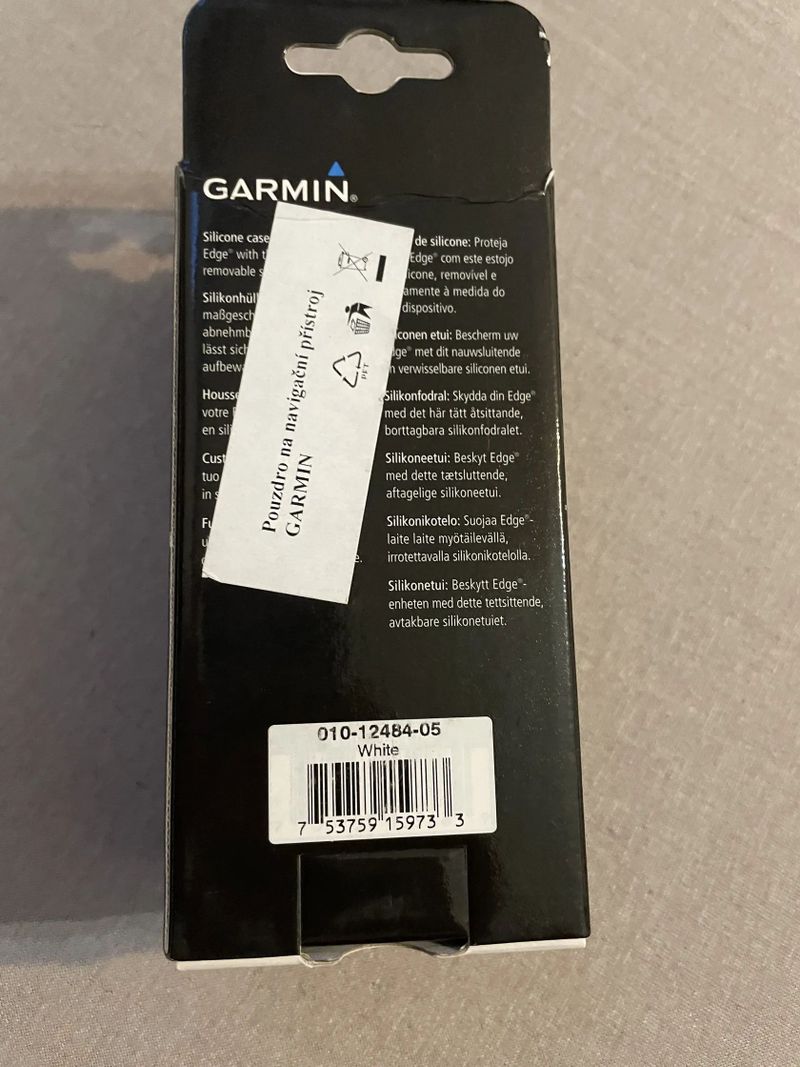 GARMIN®
Silicone case
Edge® with
removable
Silikonhül
maßgesch
abnehmb
lässt sich
aufbew
Housse
votre
en sili
Cust
tuo
in s
Fu
e.
Pouzdro na navigační přístroj
GARMIN
PET
de silicone: Proteja
Edge® com este estojo
icone, removível e
amente à medida do
dispositivo.
iconen etui: Bescherm uw
dge® met dit nauwsluitende
n verwisselbare siliconen etui.
Silikonfodral: Skydda din Edge®
med det här tätt åtsittande,
borttagbara silikonfodralet.
Silikoneetui: Beskyt Edge®
med dette tætsluttende,
aftagelige silikoneetui.
Silikonikotelo: Suojaa Edge®-
laite laite myötäilevällä,
irrotettavalla silikonikotelolla.
Silikonetui: Beskytt Edge®-
enheten med dette tettsittende,
avtakbare silikonetuiet.
010-12484-05
White
7 53759 15973 3